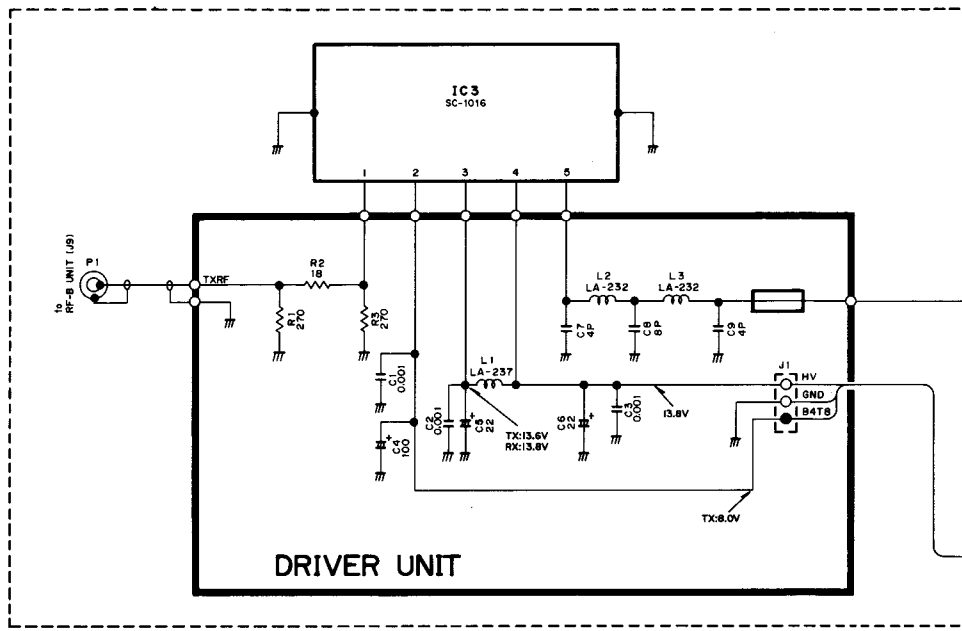 IC3
SC-1016
1 2 3 4 5
to
RF-B UNIT (J9)
P1
TXRF
R2
18
R1
270
R3
270
L2
LA-232
L3
LA-232
C7
4P
C8
8P
C9
4P
C1
0.001
C4
100
L1
LA-237
C2
0.001
C5
22
TX:13.6V
RX:13.8V
C6
22
C3
0.001
13.8V
J1
HV
GND
B4T8
TX:8.0V
DRIVER UNIT